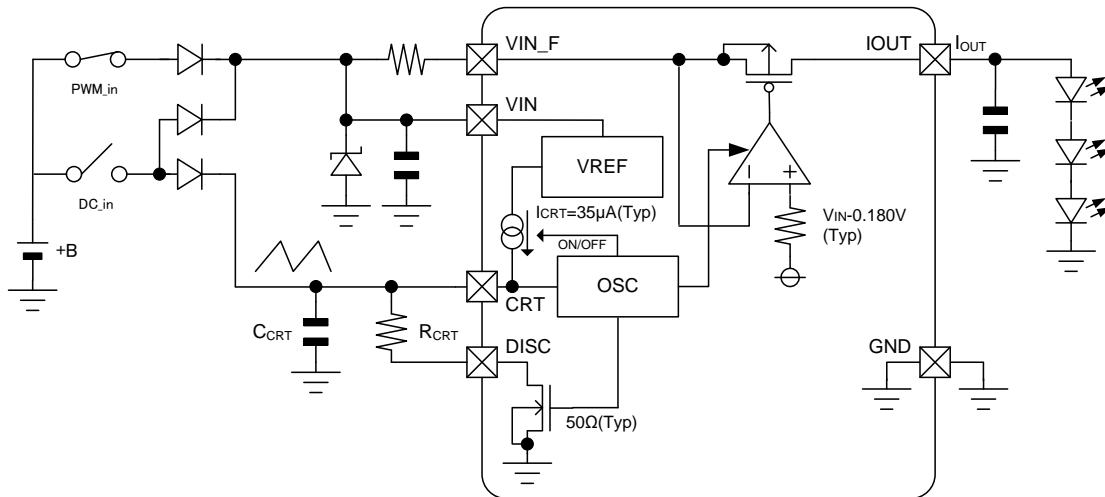 VIN_F
IOUT
IOUT
PWM_in
VIN
VREF
DC_in
ICRT=35µA(Typ)
VIN-0.180V
(Typ)
+B
ON/OFF
OSC
CRT
CCRT
RCRT
DISC
GND
50Ω(Typ)